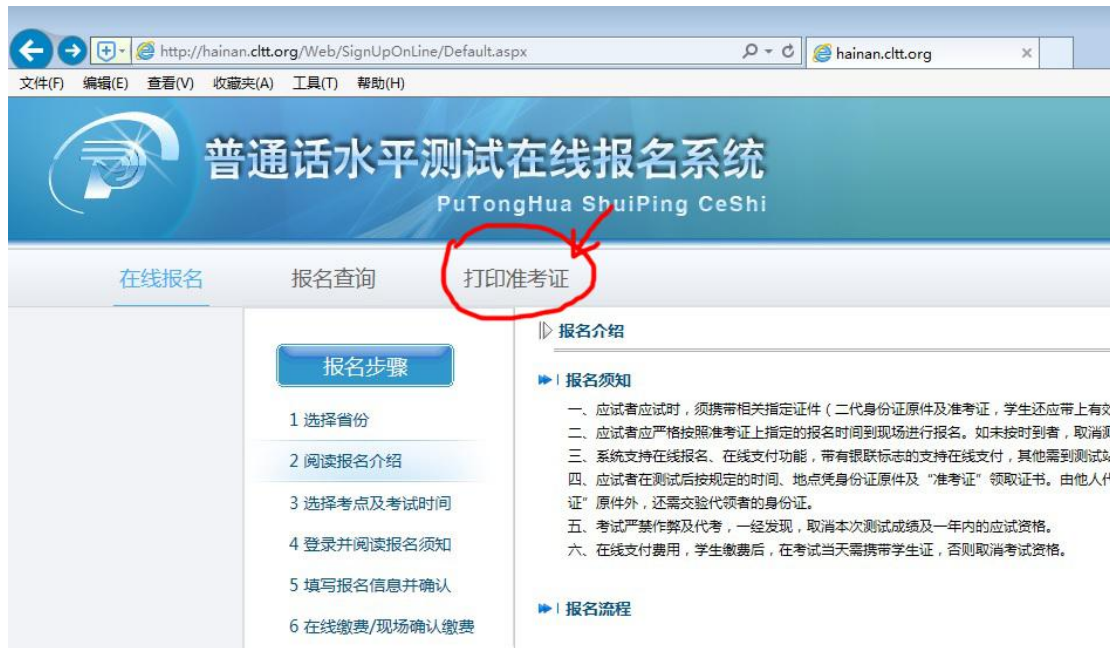 http://hainan.cltt.org/Web/SignUpOnLine/Default.aspx
hainan.cltt.org
文件(F) 编辑(E) 查看(V) 收藏夹(A) 工具(T) 帮助(H)
普通话水平测试在线报名系统
PuTongHua ShuiPing CeShi
在线报名 报名查询 打印准考证
报名步骤
1 选择省份
2 阅读报名介绍
3 选择考点及考试时间
4 登录并阅读报名须知
5 填写报名信息并确认
6 在线缴费/现场确认缴费
报名介绍
报名须知
一、应试者应试时，须携带相关指定证件（二代身份证原件及准考证，学生还应带上有效
二、应试者应严格按照准考证上指定的报名时间到现场进行报名。如未按时到者，取消测
三、系统支持在线报名、在线支付功能，带有银联标志的支持在线支付，其他需到测试站
四、应试者在测试后按规定的时间、地点凭身份证原件及“准考证”领取证书。由他人代
证”原件外，还需交验代领者的身份证。
五、考试严禁作弊及代考，一经发现，取消本次测试成绩及一年内的应试资格。
六、在线支付费用，学生缴费后，在考试当天需携带学生证，否则取消考试资格。
报名流程